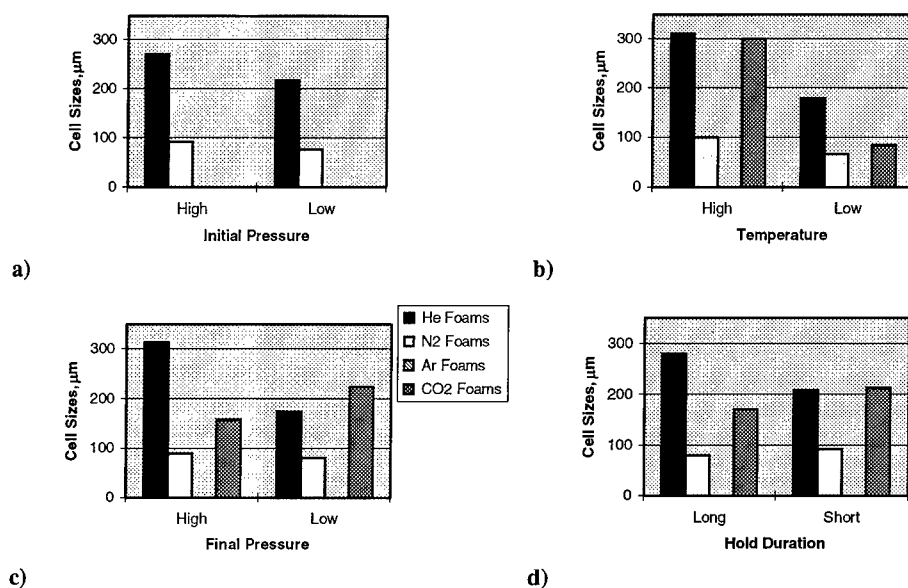 300
200
100
0
Cell Sizes,μm
High Low
Initial Pressure
a)
300
200
100
0
Cell Sizes, μm
High Low
Temperature
b)
300
200
100
0
Cell Sizes, μm
High Low
Final Pressure
c)
He Foams
N2 Foams
Ar Foams
CO2 Foams
300
200
100
0
Cell Sizes, μm
Long Short
Hold Duration
d)